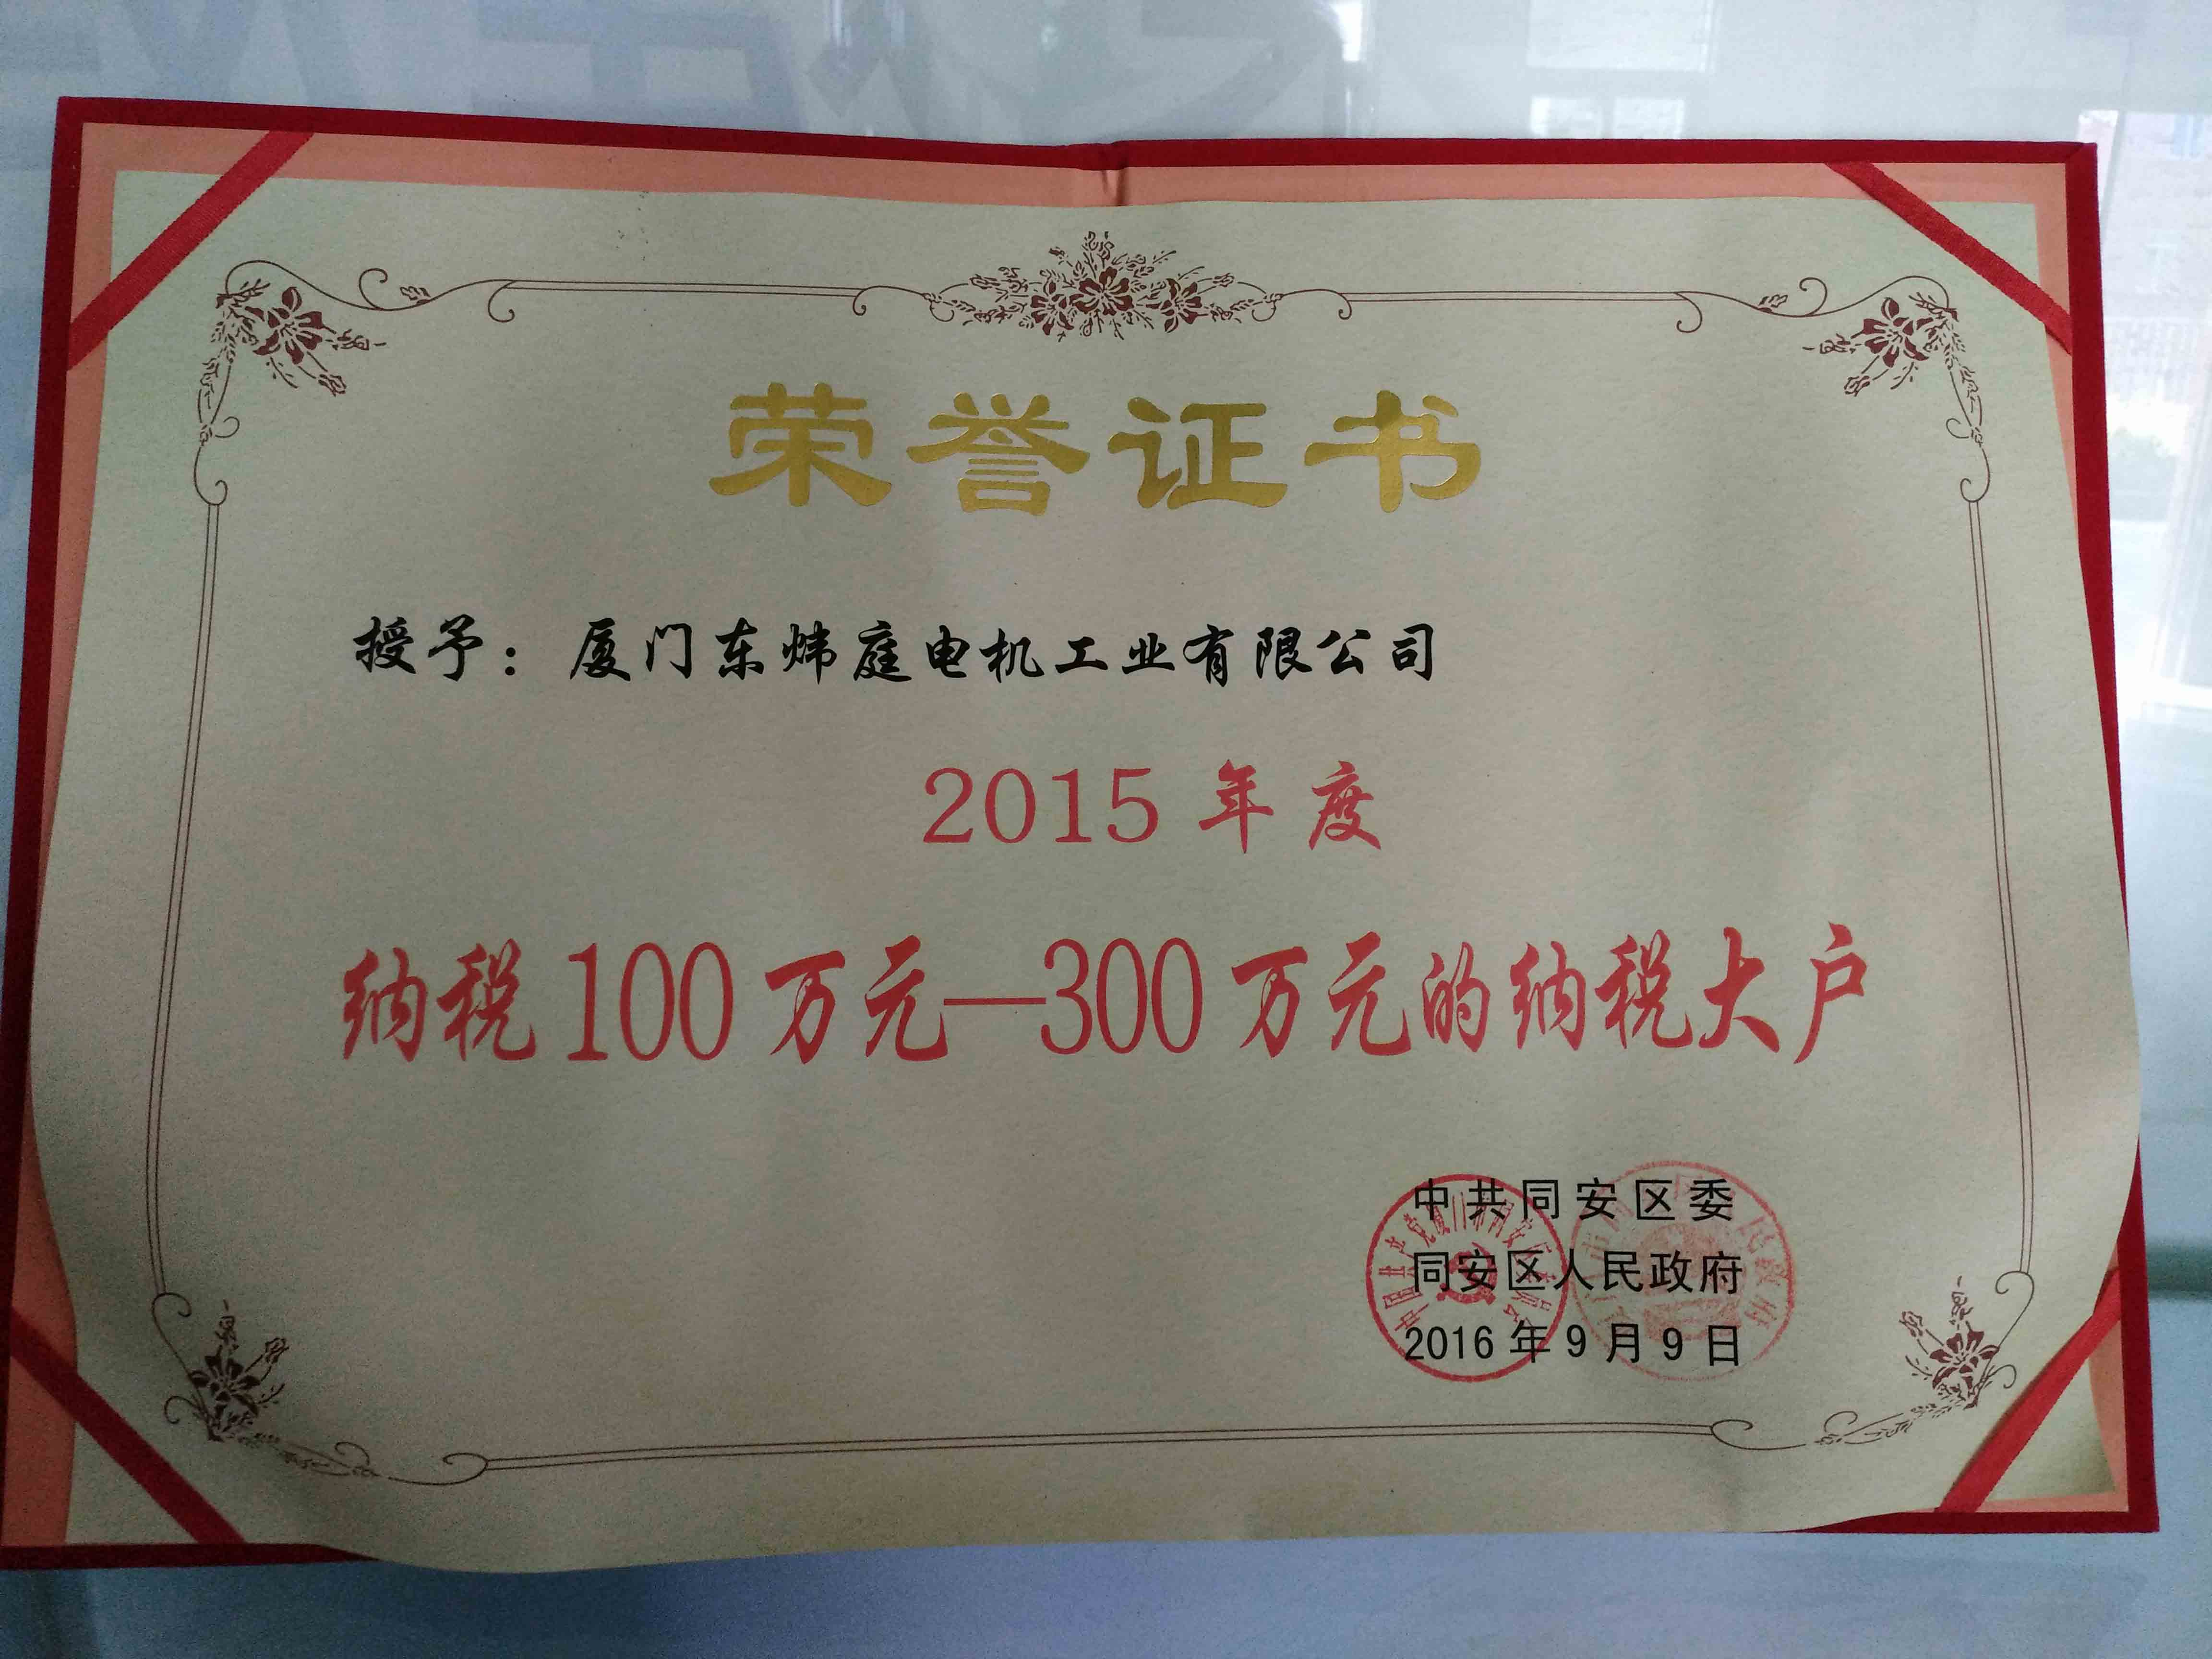 荣誉证书
授予：厦门东炜庭电机工业有限公司
2015年度
纳税100万元—300万元的纳税大户
中共同安区委
同安区人民政府
2016年9月9日